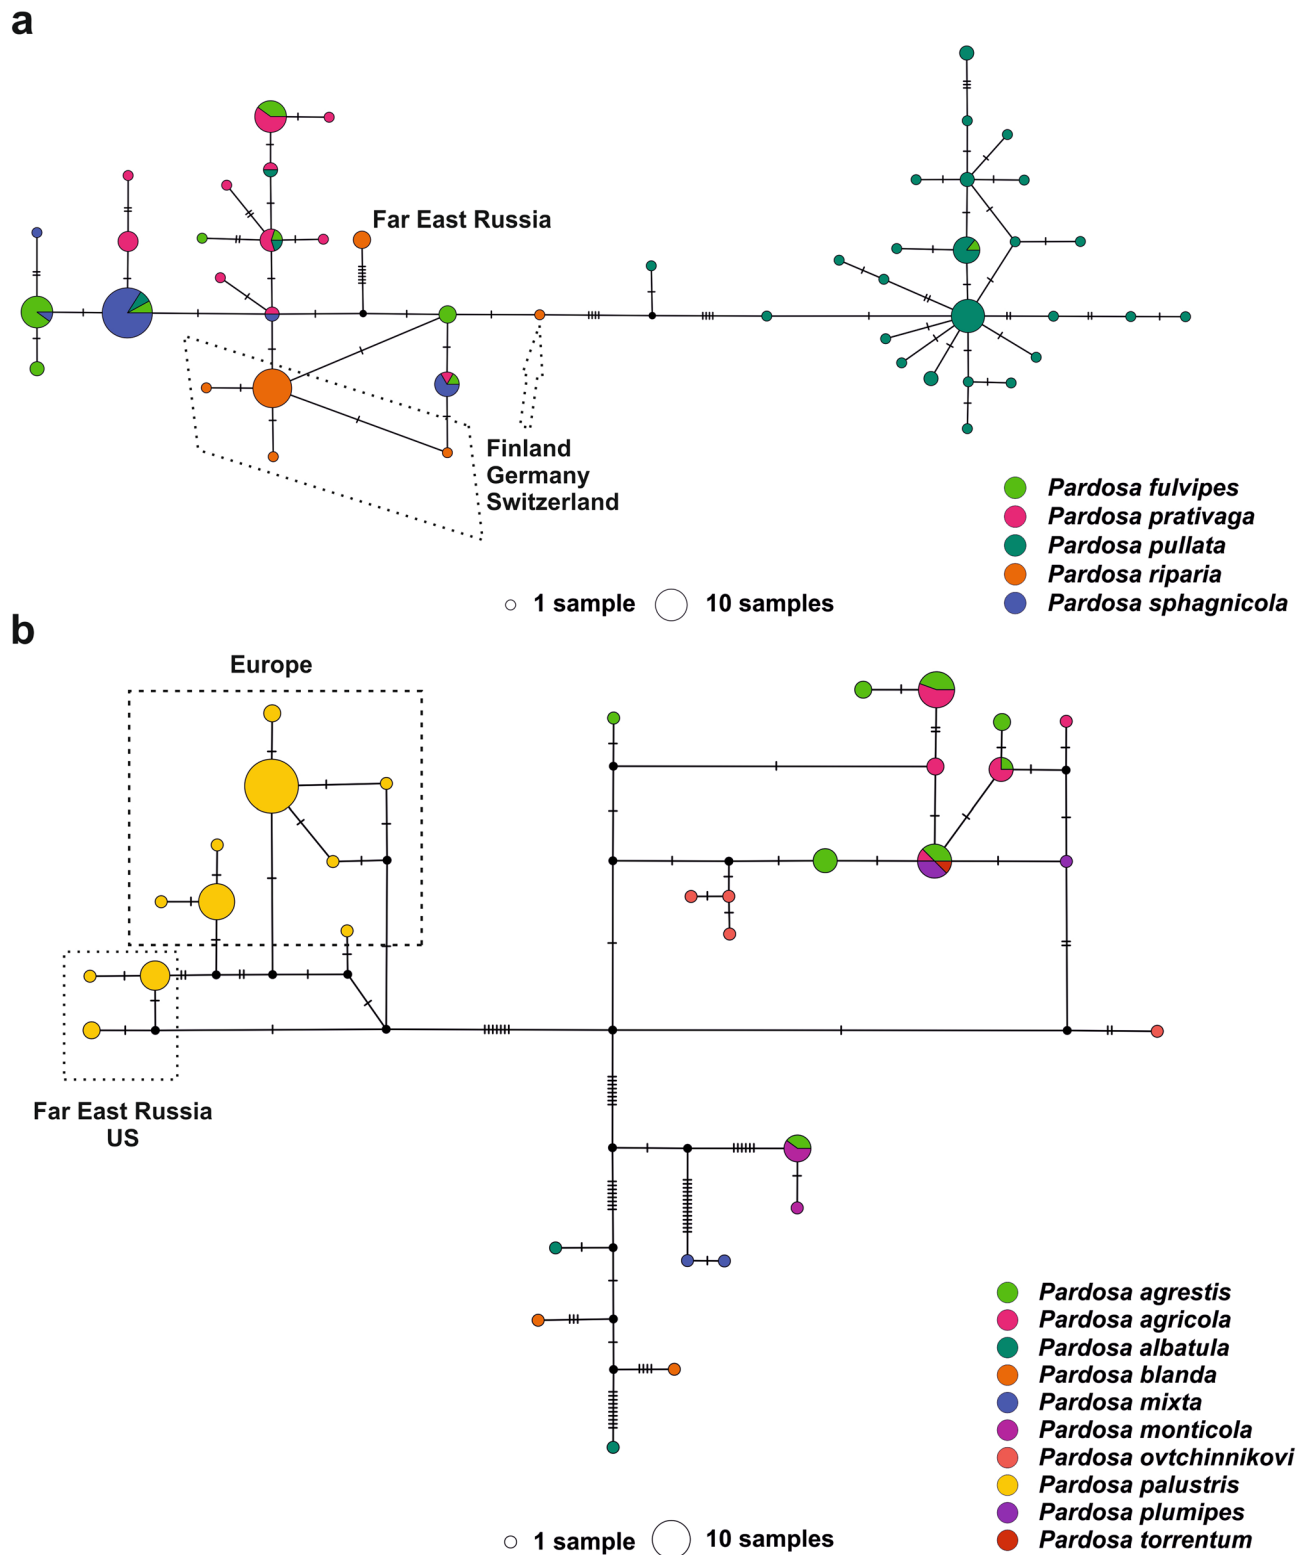 a
Far East Russia
Finland
Germany
Switzerland
Pardosa fulvipes
Pardosa prativaga
Pardosa pullata
Pardosa riparia
Pardosa sphagnicola
1 sample
10 samples
b
Europe
Far East Russia
US
Pardosa agrestis
Pardosa agricola
Pardosa albatula
Pardosa blanda
Pardosa mixta
Pardosa monticola
Pardosa ovtchinnikovi
Pardosa palustris
Pardosa plumipes
Pardosa torrentum
1 sample
10 samples